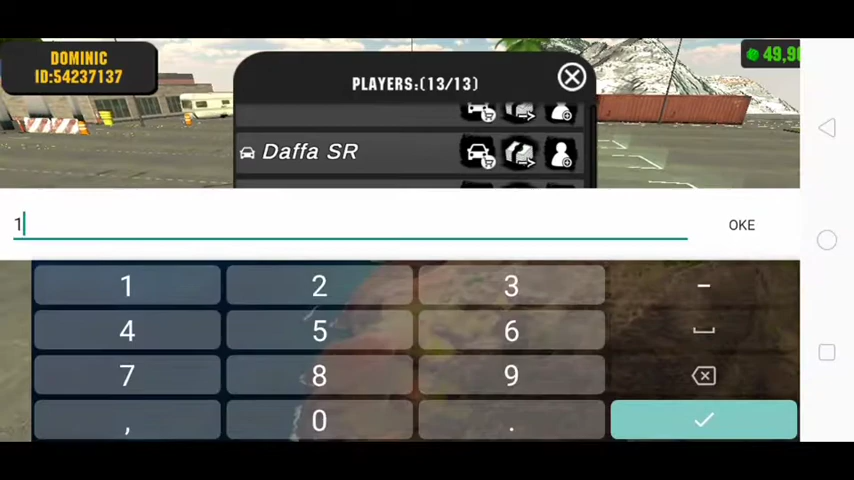 DOMINIC
ID:54237137
PLAYERS:(13/13)
Daffa SR
1
OKE
1
2
3
-
4
5
6
7
8
9
,
0
.